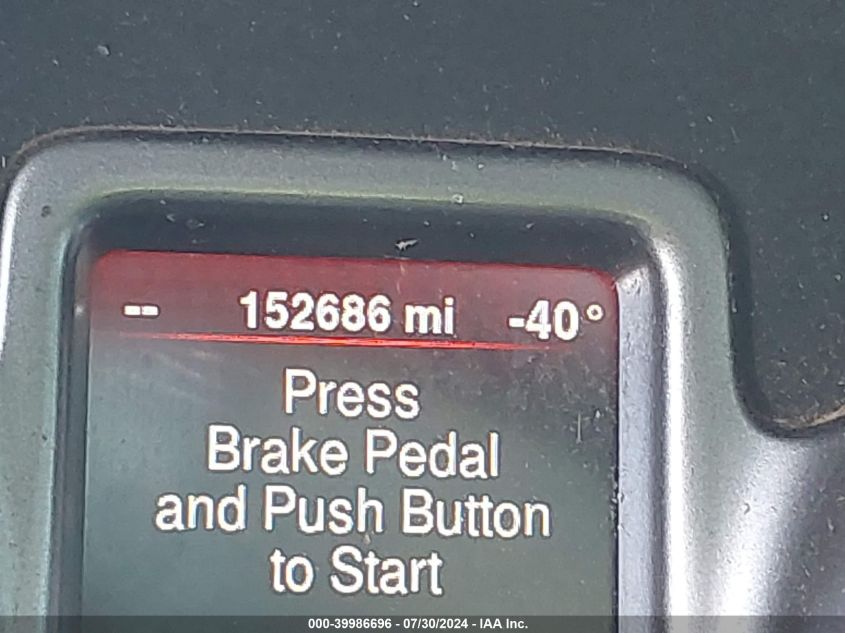 -- 152686 mi -40°
Press
Brake Pedal
and Push Button
to Start
000-39986696 - 07/30/2024 - IAA Inc.